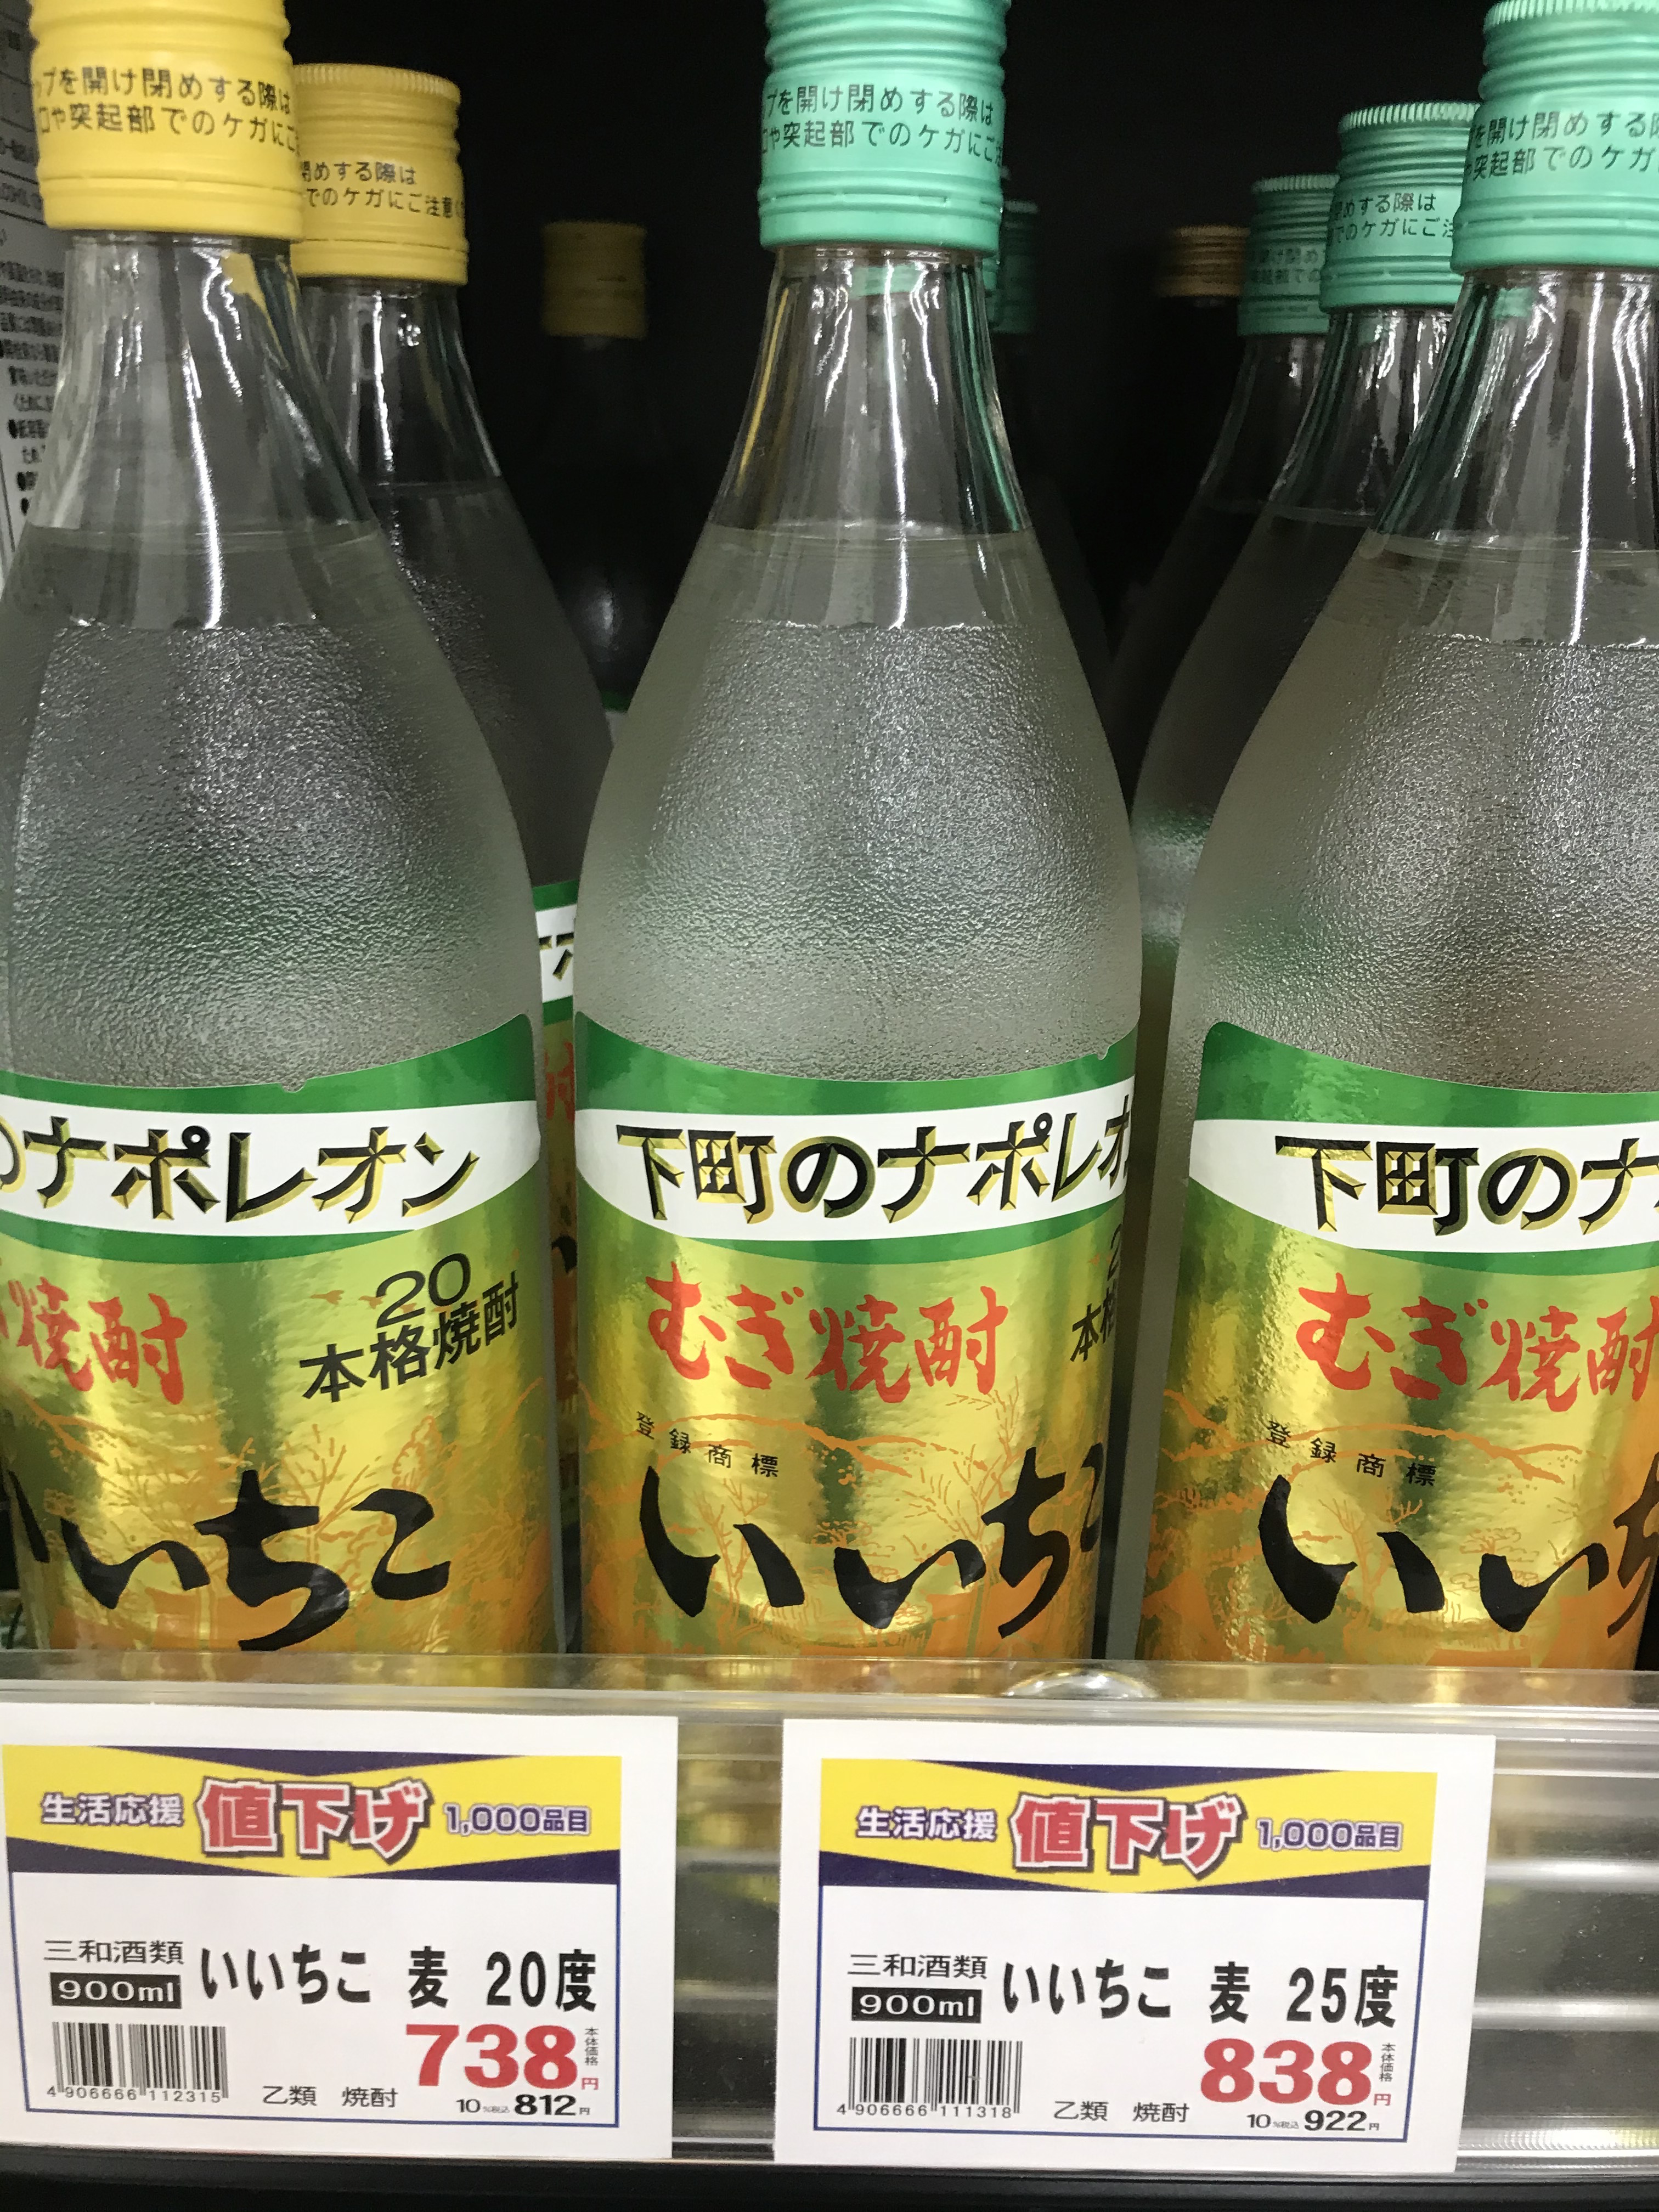 プを開け閉めする際は
口や突起部でのケガにご
閉めする際は
でのケガにご注意
プを開け閉めする際は
口や突起部でのケガにご
めする際は
でのケガにご注
を開け閉めする
突起部でのケガ
のナポレオン
焼酎
20
本格焼酎
いいちこ
下町のナポレオ
むぎ焼酎
本格
登録商標
いいちこ
下町のナ
むぎ焼酎
登録商標
いいち
生活応援 値下げ 1,000品目
三和酒類
900ml
いいちこ 麦 20度
738円
本体価格
4 906666 112315
乙類 焼酎
10%税込 812円
生活応援 値下げ 1,000品目
三和酒類
900ml
いいちこ 麦 25度
838円
本体価格
4 906666 111318
乙類 焼酎
10%税込 922円